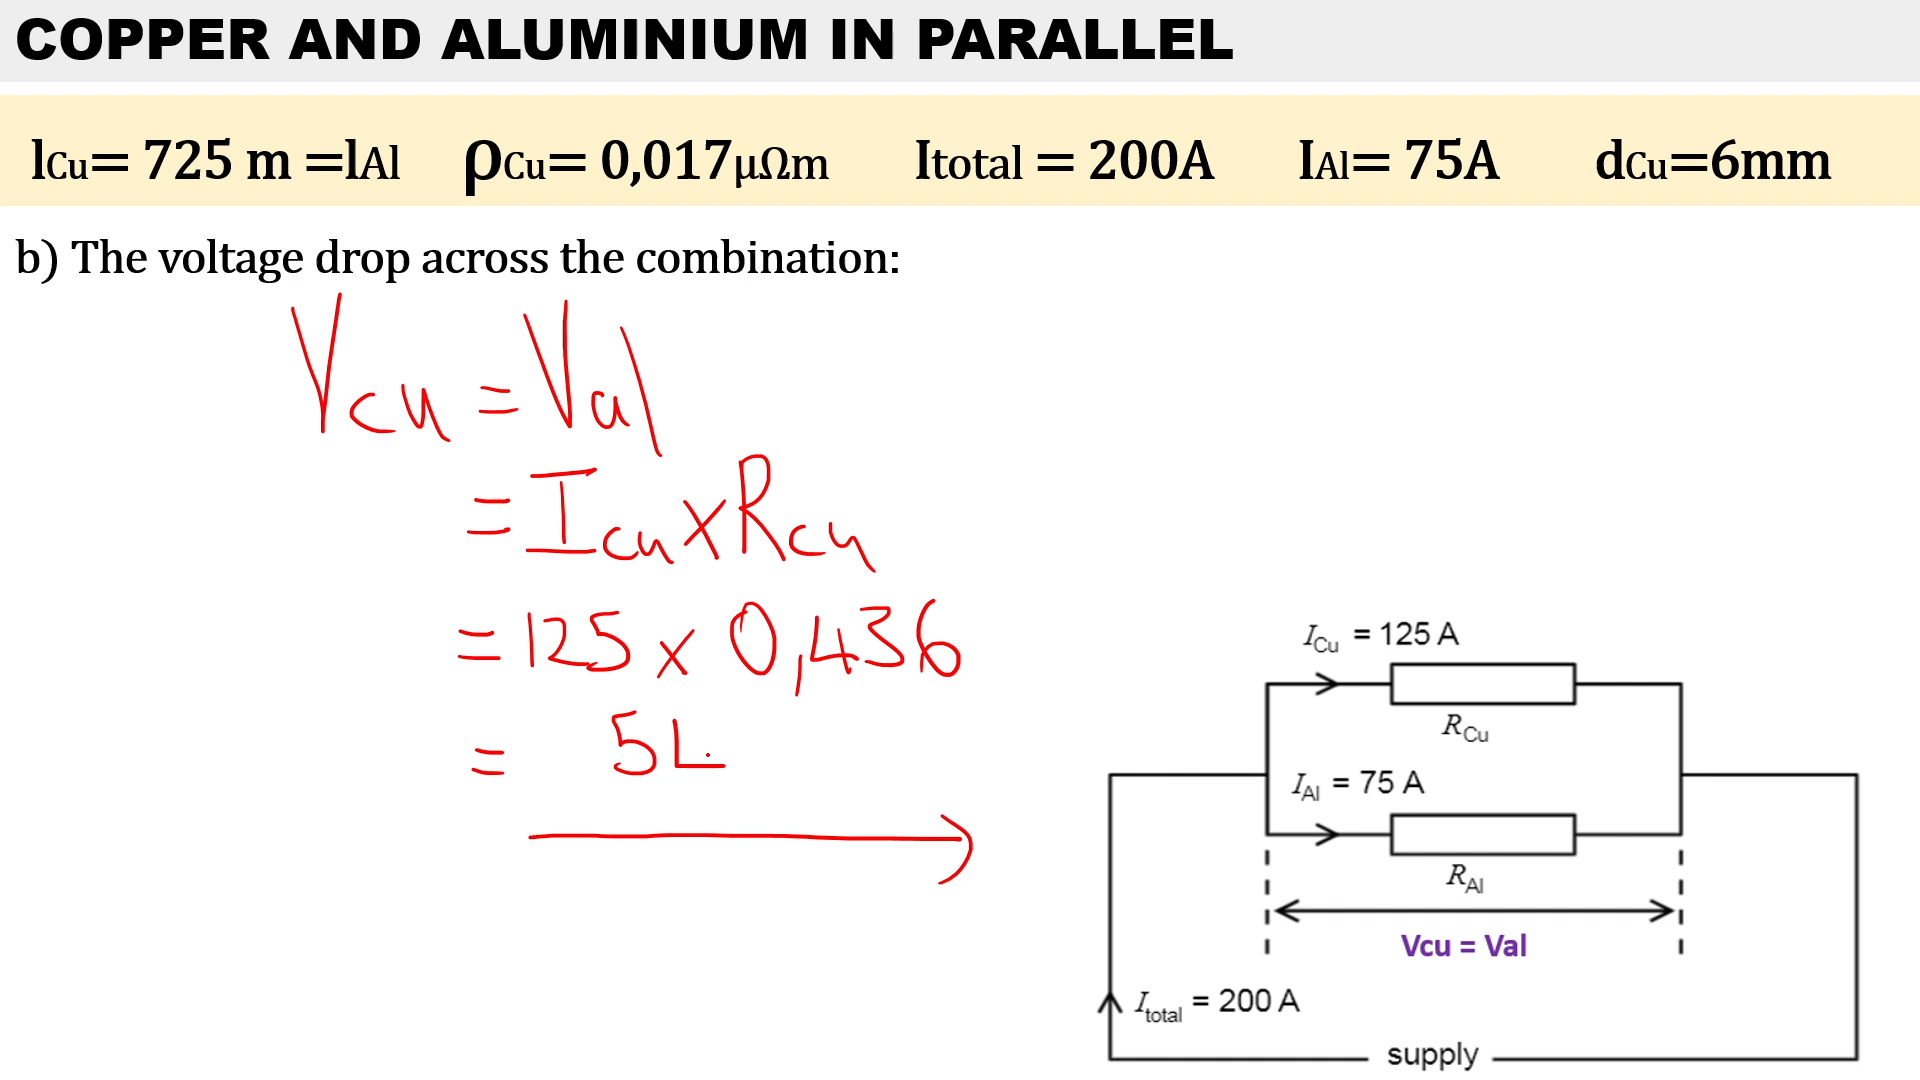 COPPER AND ALUMINIUM IN PARALLEL
lCu= 725 m =lAl ρCu= 0,017μΩm Itotal = 200A IAl= 75A dCu=6mm
b) The voltage drop across the combination:
Vcu = Val
= Icu x Rcu
= 125 x 0,436
= 5
ICu = 125 A
RCu
IAl = 75 A
RAl
Vcu = Val
Itotal = 200 A
supply